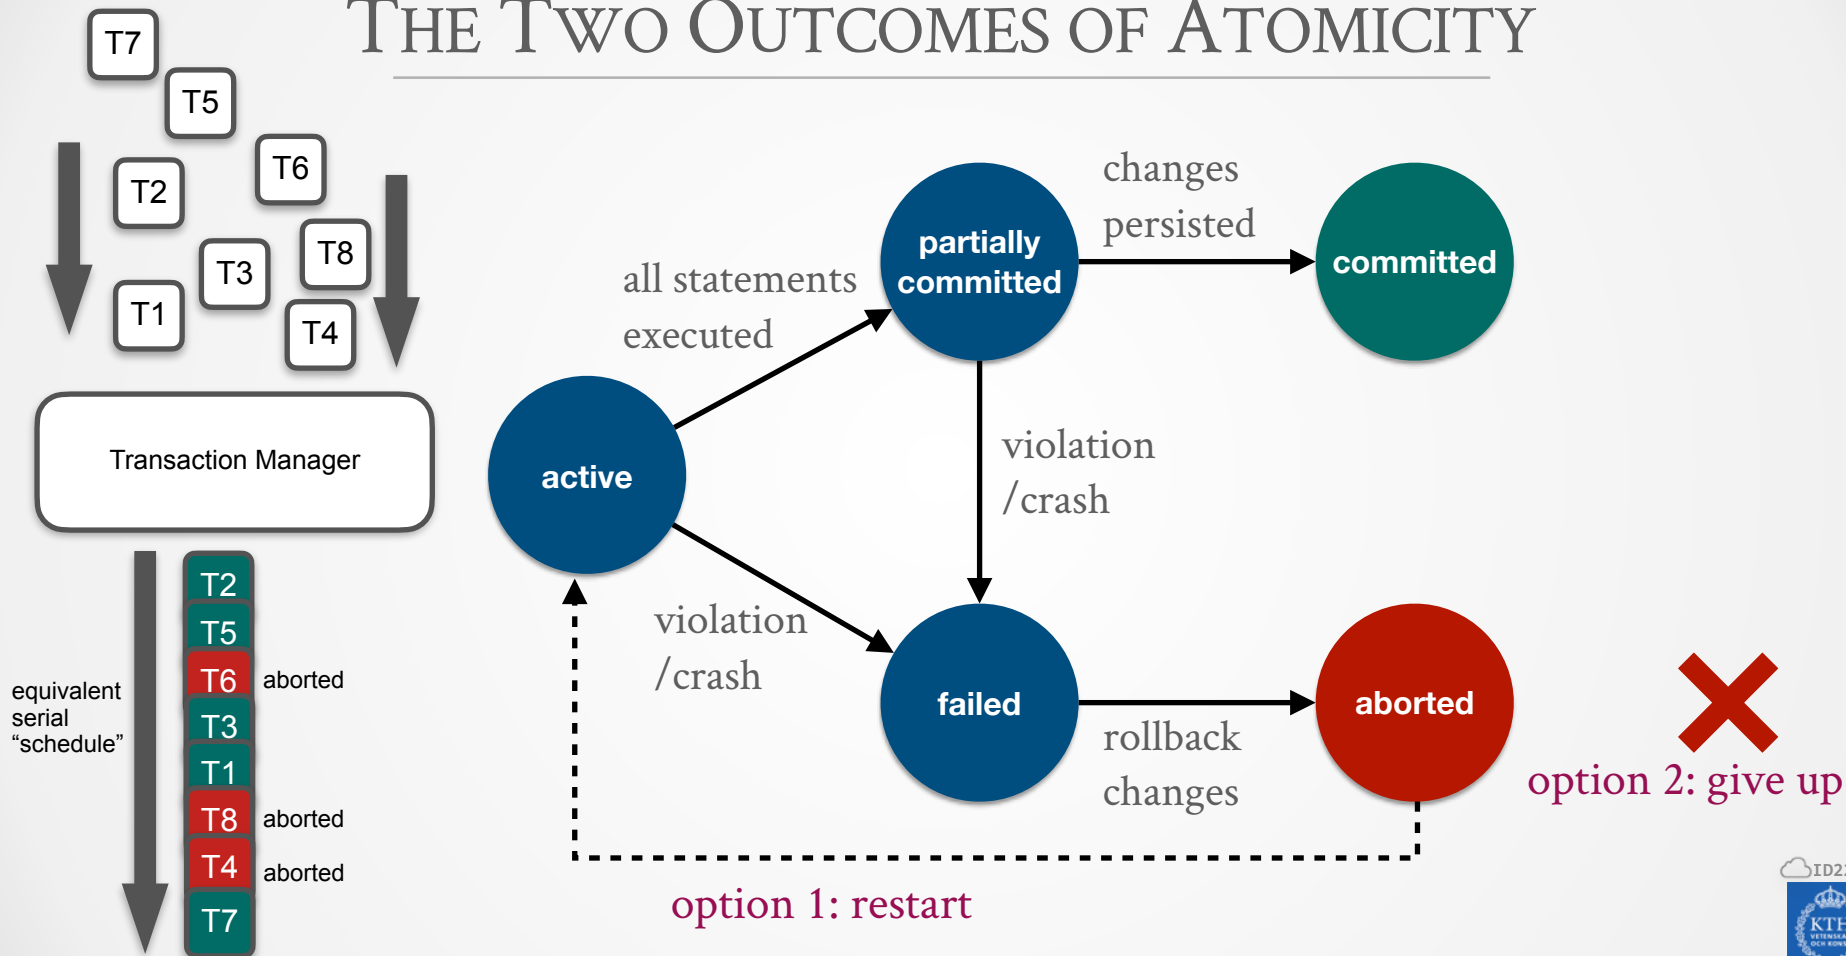 THE TWO OUTCOMES OF ATOMICITY
T7
T5
T6
T2
T8
T3
T1
T4
Transaction Manager
T2
T5
T6 aborted
T3
T1
T8 aborted
T4 aborted
T7
equivalent
serial
“schedule”
active
all statements
executed
partially
committed
changes
persisted
committed
violation
/crash
violation
/crash
failed
rollback
changes
aborted
option 1: restart
option 2: give up
KTH